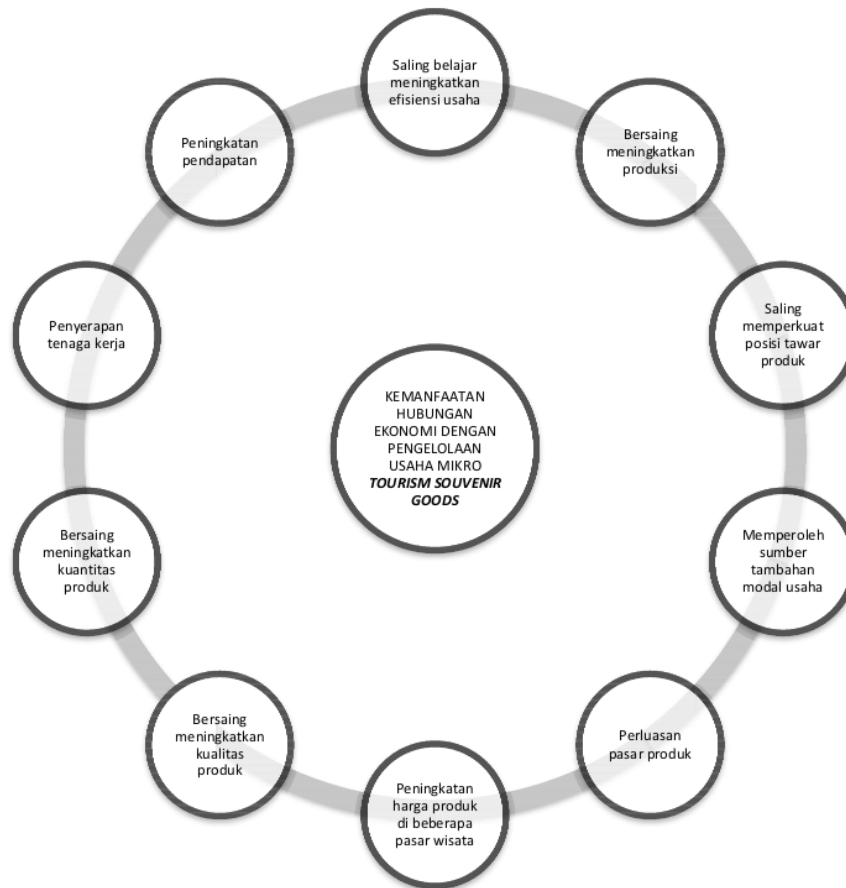 Saling belajar
meningkatkan
efisiensi usaha
Bersaing
meningkatkan
produksi
Saling
memperkuat
posisi tawar
produk
Memperoleh
sumber
tambahan
modal usaha
Perluasan
pasar produk
Peningkatan
harga produk
di beberapa
pasar wisata
Bersaing
meningkatkan
kualitas
produk
Bersaing
meningkatkan
kuantitas
produk
Penyerapan
tenaga kerja
Peningkatan
pendapatan
KEMANFAATAN
HUBUNGAN
EKONOMI DENGAN
PENGELOLAAN
USAHA MIKRO
TOURISM SOUVENIR
GOODS